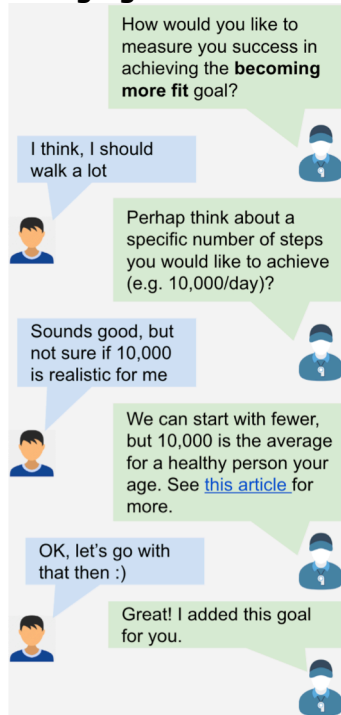 How would you like to
measure you success in
achieving the becoming
more fit goal?
I think, I should
walk a lot
Perhap think about a
specific number of steps
you would like to achieve
(e.g. 10,000/day)?
Sounds good, but
not sure if 10,000
is realistic for me
We can start with fewer,
but 10,000 is the average
for a healthy person your
age. See this article for
more.
OK, let's go with
that then :)
Great! I added this goal
for you.